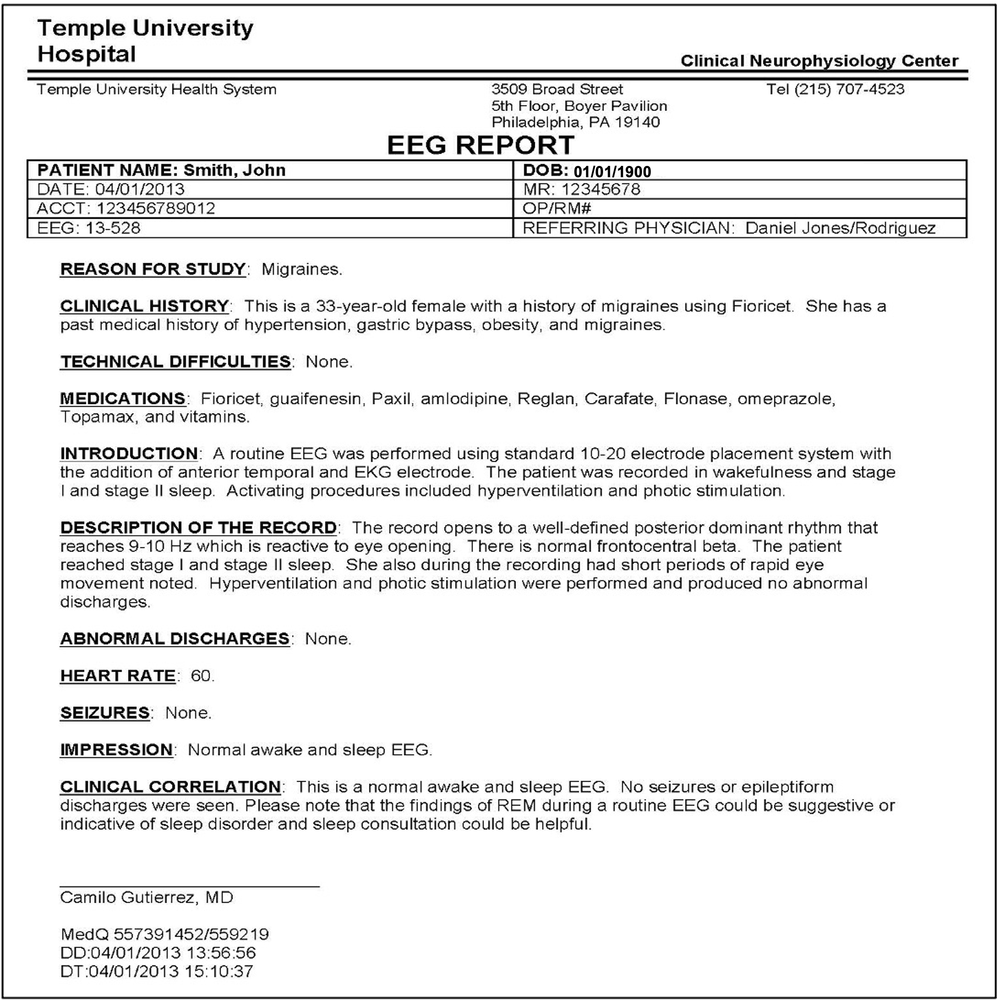 Temple University
Hospital
Clinical Neurophysiology Center
Temple University Health System
3509 Broad Street
Tel (215) 707-4523
5th Floor, Boyer Pavilion
Philadelphia, PA 19140
EEG REPORT
PATIENT NAME: Smith, John
DOB: 01/01/1900
DATE: 04/01/2013
MR: 12345678
ACCT: 123456789012
OP/RM#
EEG: 13-528
REFERRING PHYSICIAN: Daniel Jones/Rodriguez
REASON FOR STUDY: Migraines.
CLINICAL HISTORY: This is a 33-year-old female with a history of migraines using Fioricet. She has a
past medical history of hypertension, gastric bypass, obesity, and migraines.
TECHNICAL DIFFICULTIES: None.
MEDICATIONS: Fioricet, guaifenesin, Paxil, amlodipine, Reglan, Carafate, Flonase, omeprazole,
Topamax, and vitamins.
INTRODUCTION: A routine EEG was performed using standard 10-20 electrode placement system with
the addition of anterior temporal and EKG electrode. The patient was recorded in wakefulness and stage
I and stage II sleep. Activating procedures included hyperventilation and photic stimulation.
DESCRIPTION OF THE RECORD: The record opens to a well-defined posterior dominant rhythm that
reaches 9-10 Hz which is reactive to eye opening. There is normal frontocentral beta. The patient
reached stage I and stage II sleep. She also during the recording had short periods of rapid eye
movement noted. Hyperventilation and photic stimulation were performed and produced no abnormal
discharges.
ABNORMAL DISCHARGES: None.
HEART RATE: 60.
SEIZURES: None.
IMPRESSION: Normal awake and sleep EEG.
CLINICAL CORRELATION: This is a normal awake and sleep EEG. No seizures or epileptiform
discharges were seen. Please note that the findings of REM during a routine EEG could be suggestive or
indicative of sleep disorder and sleep consultation could be helpful.
Camilo Gutierrez, MD
MedQ 557391452/559219
DD:04/01/2013 13:56:56
DT:04/01/2013 15:10:37